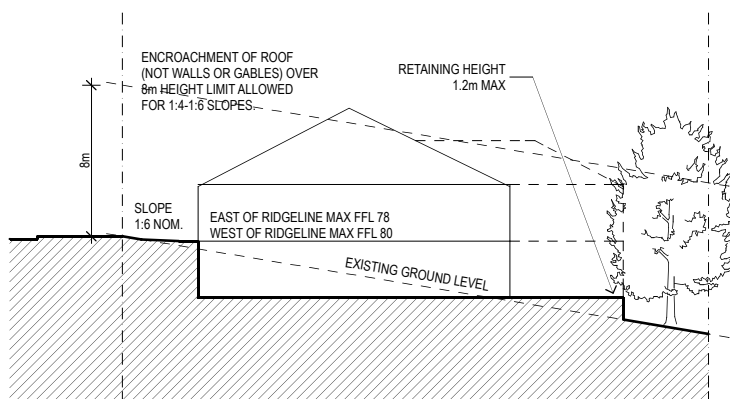 ENCROACHMENT OF ROOF
(NOT WALLS OR GABLES) OVER
8m HEIGHT LIMIT ALLOWED
FOR 1:4-1:6 SLOPES.
RETAINING HEIGHT
1.2m MAX
8m
SLOPE
1:6 NOM.
EAST OF RIDGELINE MAX FFL 78
WEST OF RIDGELINE MAX FFL 80
EXISTING GROUND LEVEL